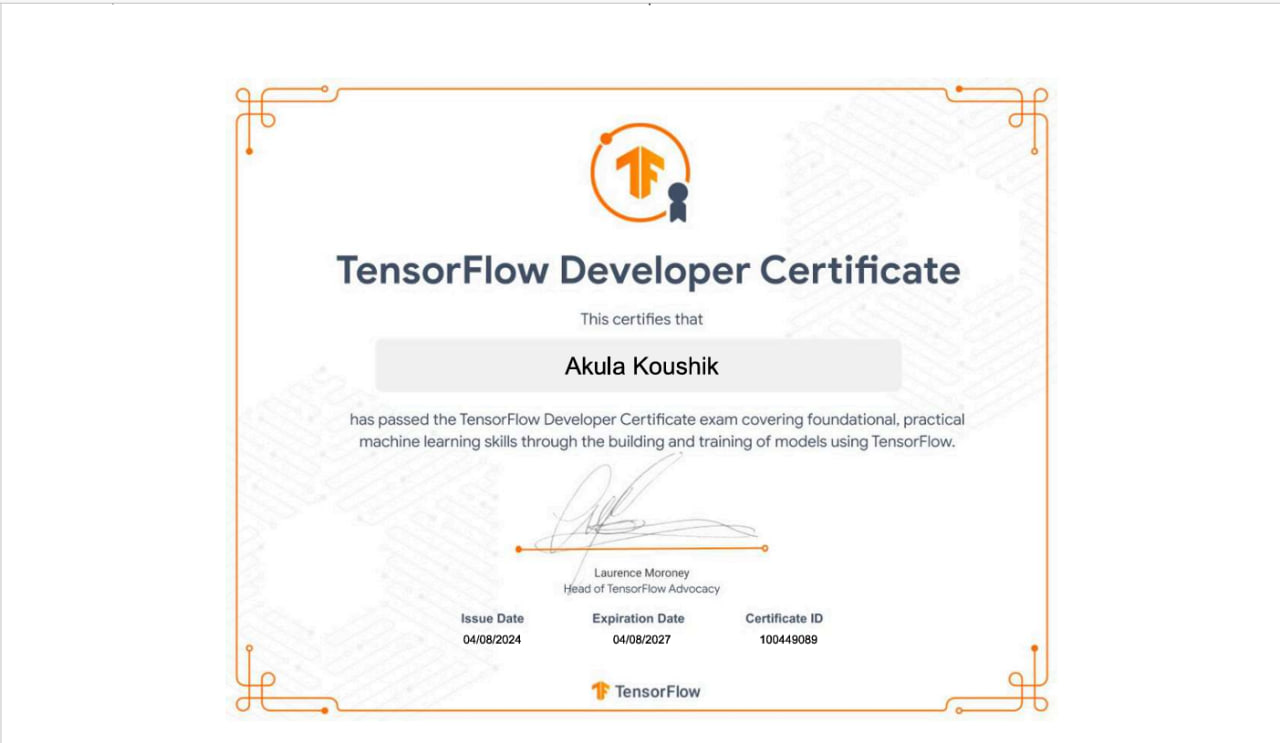 TensorFlow Developer Certificate
This certifies that
Akula Koushik
has passed the TensorFlow Developer Certificate exam covering foundational, practical
machine learning skills through the building and training of models using TensorFlow.
Laurence Moroney
Head of TensorFlow Advocacy
Issue Date Expiration Date Certificate ID
04/08/2024 04/08/2027 100449089
TensorFlow